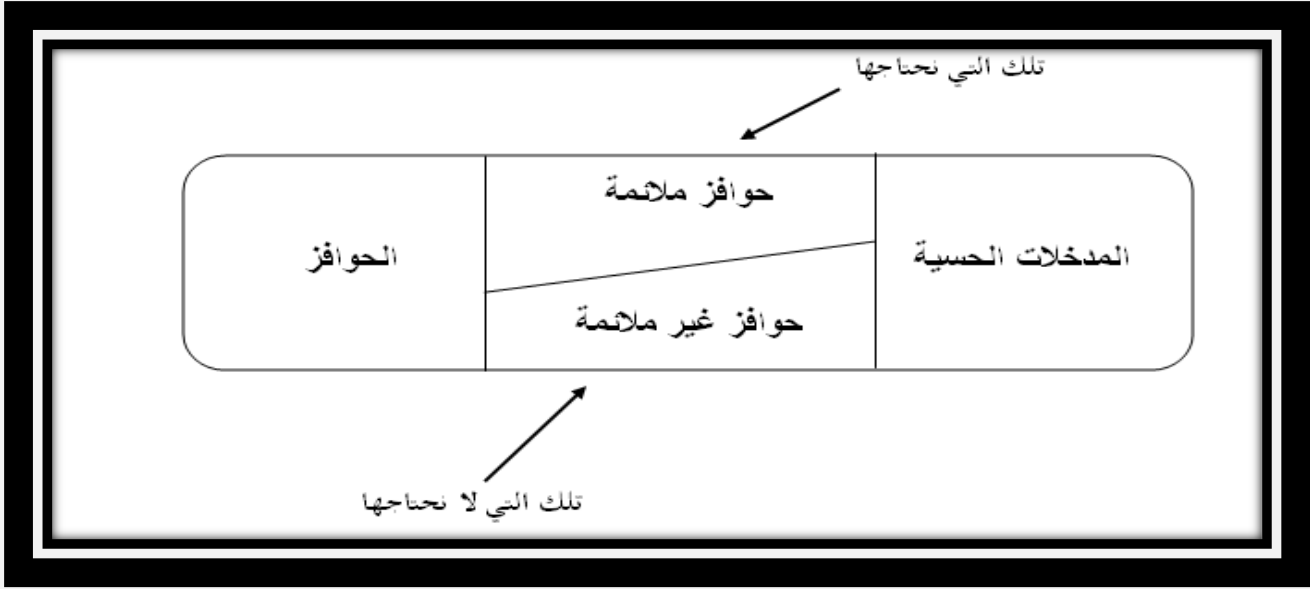 تلك التي نحتاجها
حوافز ملائمة
المدخلات الحسية
الحوافز
حوافز غير ملائمة
تلك التي لا نحتاجها